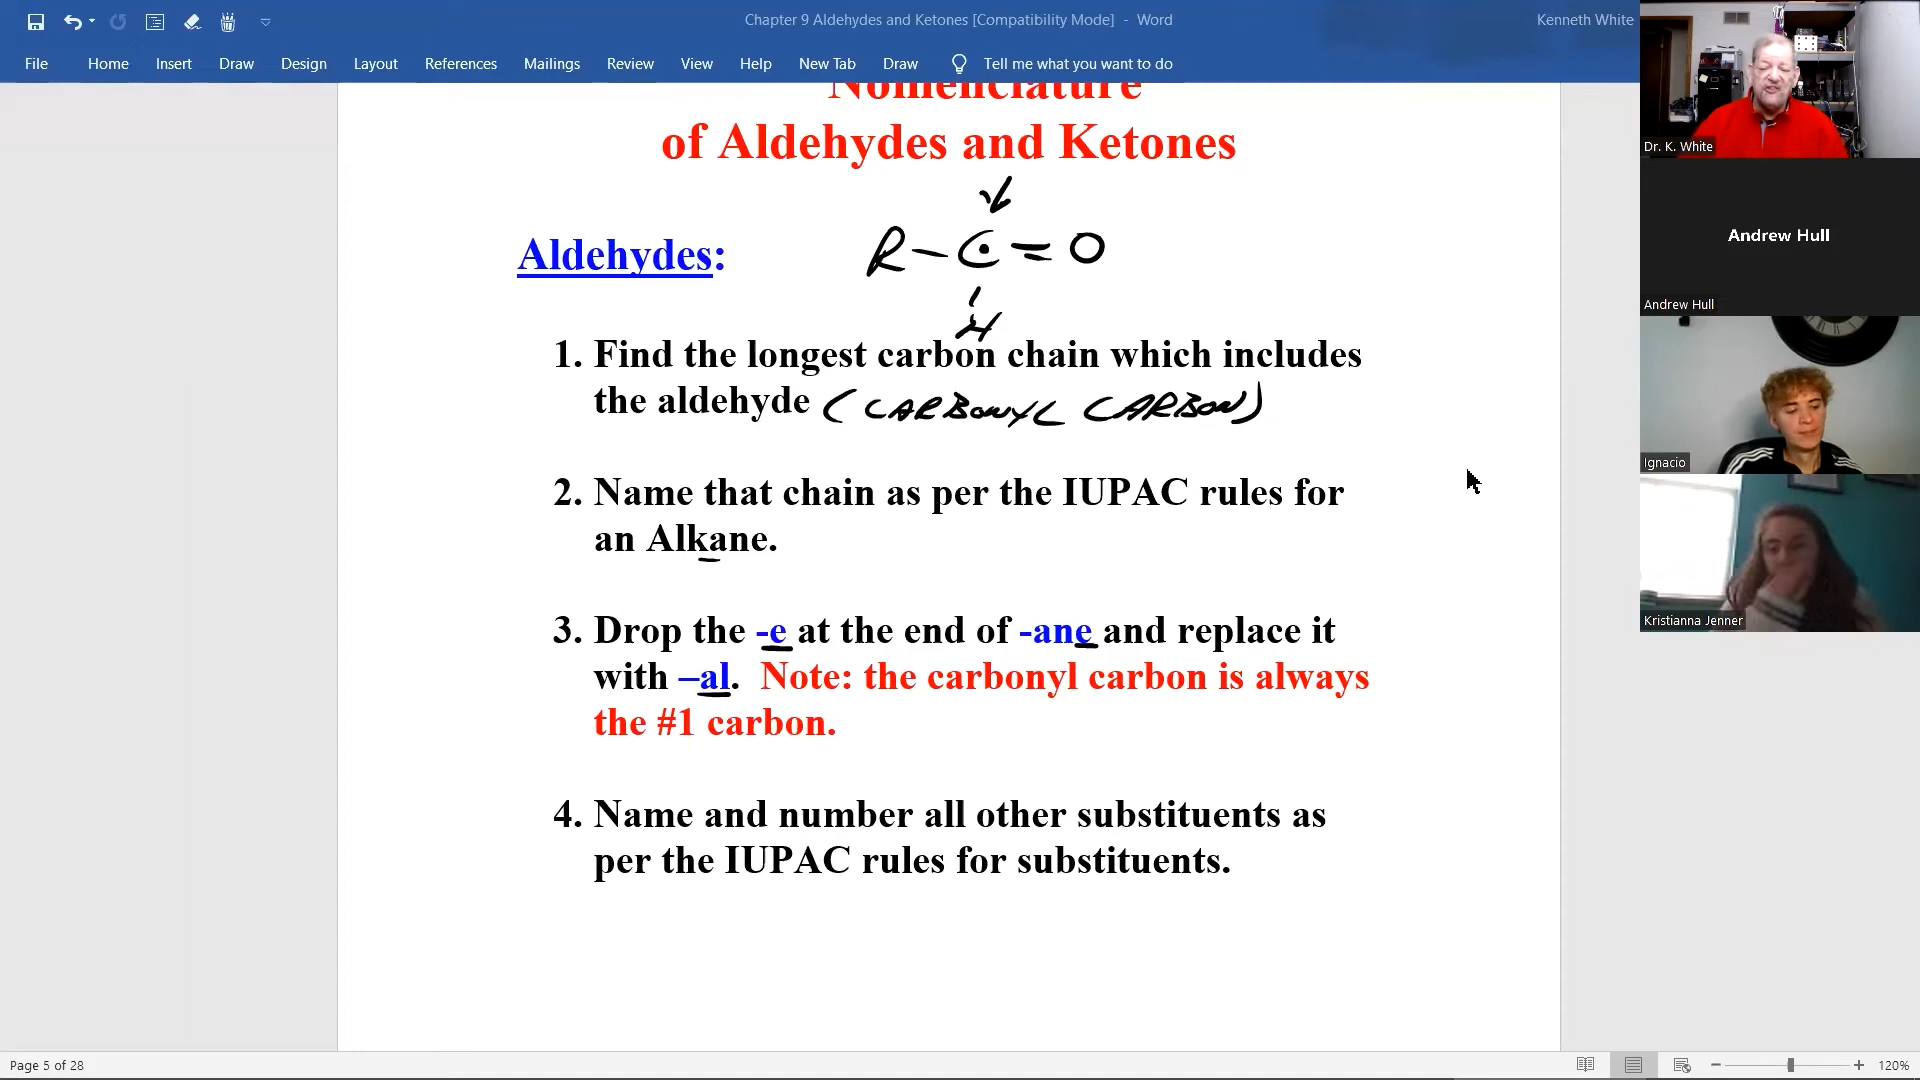 Chapter 9 Aldehydes and Ketones [Compatibility Mode] - Word
Kenneth White
File Home Insert Draw Design Layout References Mailings Review View Help New Tab Draw Tell me what you want to do
Nomenclature
of Aldehydes and Ketones
Aldehydes:
R-C=O
H
1. Find the longest carbon chain which includes
the aldehyde (CARBONYL CARBON)
2. Name that chain as per the IUPAC rules for
an Alkane.
3. Drop the -e at the end of -ane and replace it
with –al. Note: the carbonyl carbon is always
the #1 carbon.
4. Name and number all other substituents as
per the IUPAC rules for substituents.
Dr. K. White
Andrew Hull
Andrew Hull
Ignacio
Kristianna Jenner
Page 5 of 28
120%